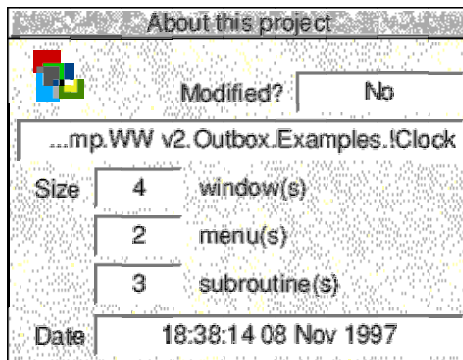 About this project
Modified? No
...mp.WW v2.Outbox.Examples.!Clock
Size 4 window(s)
2 menu(s)
3 subroutine(s)
Date 18:38:14 08 Nov 1997